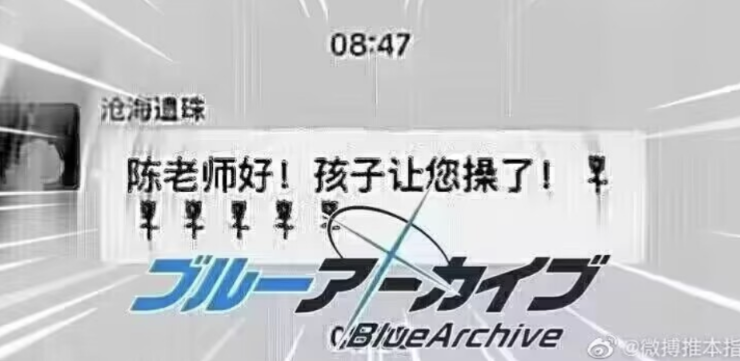 08:47
沧海遗珠
陈老师好！孩子让您操了！
ブルーアーカイブ
BlueArchive
@微搏推本指